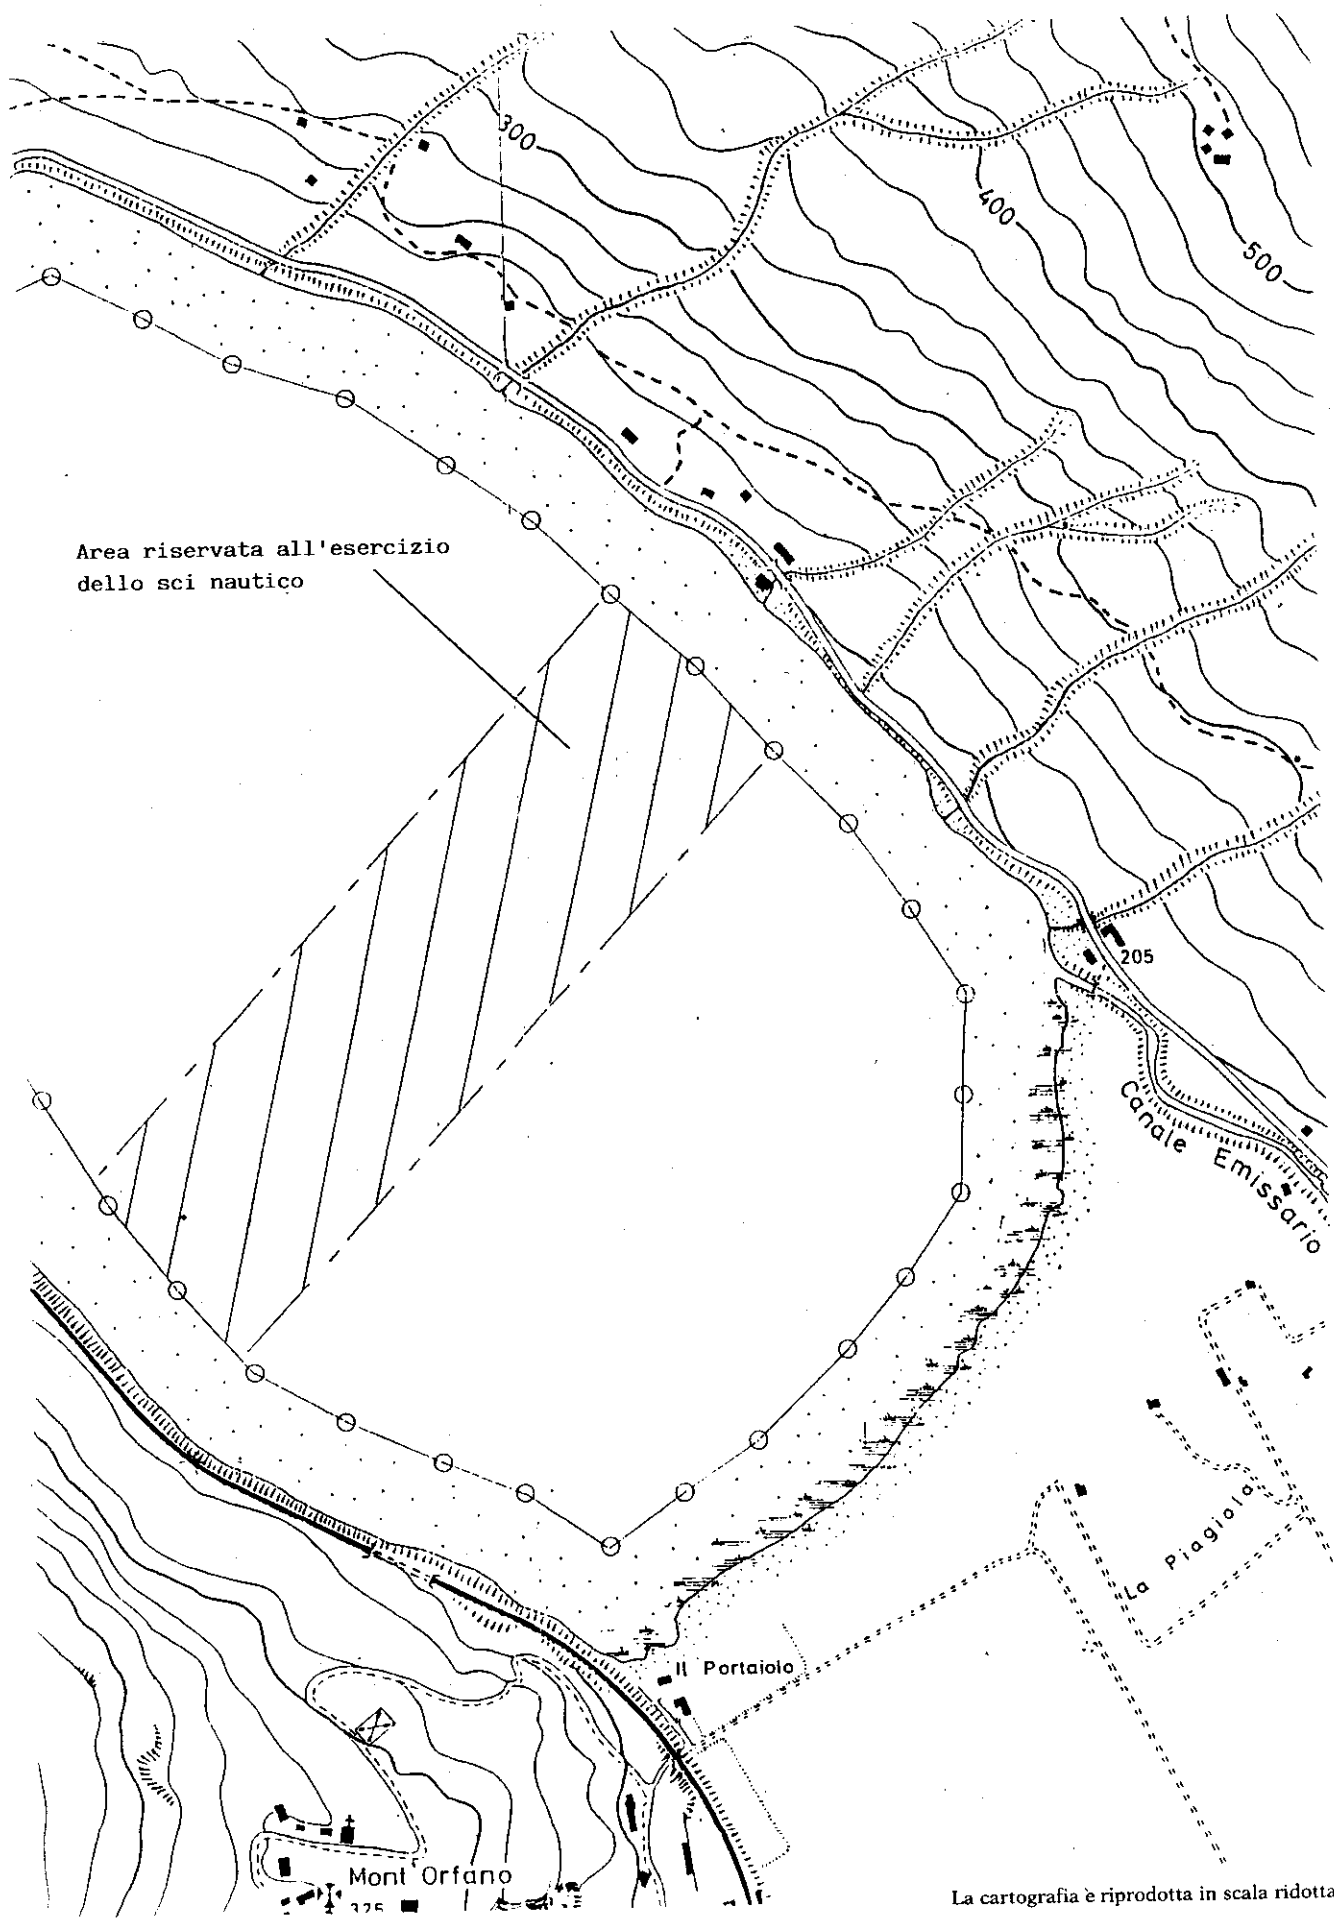 300
400
500
Area riservata all'esercizio
dello sci nautico
205
Canale Emissario
La Piagiola
Il Portaiolo
Mont'Orfano
325
La cartografia è riprodotta in scala ridotta